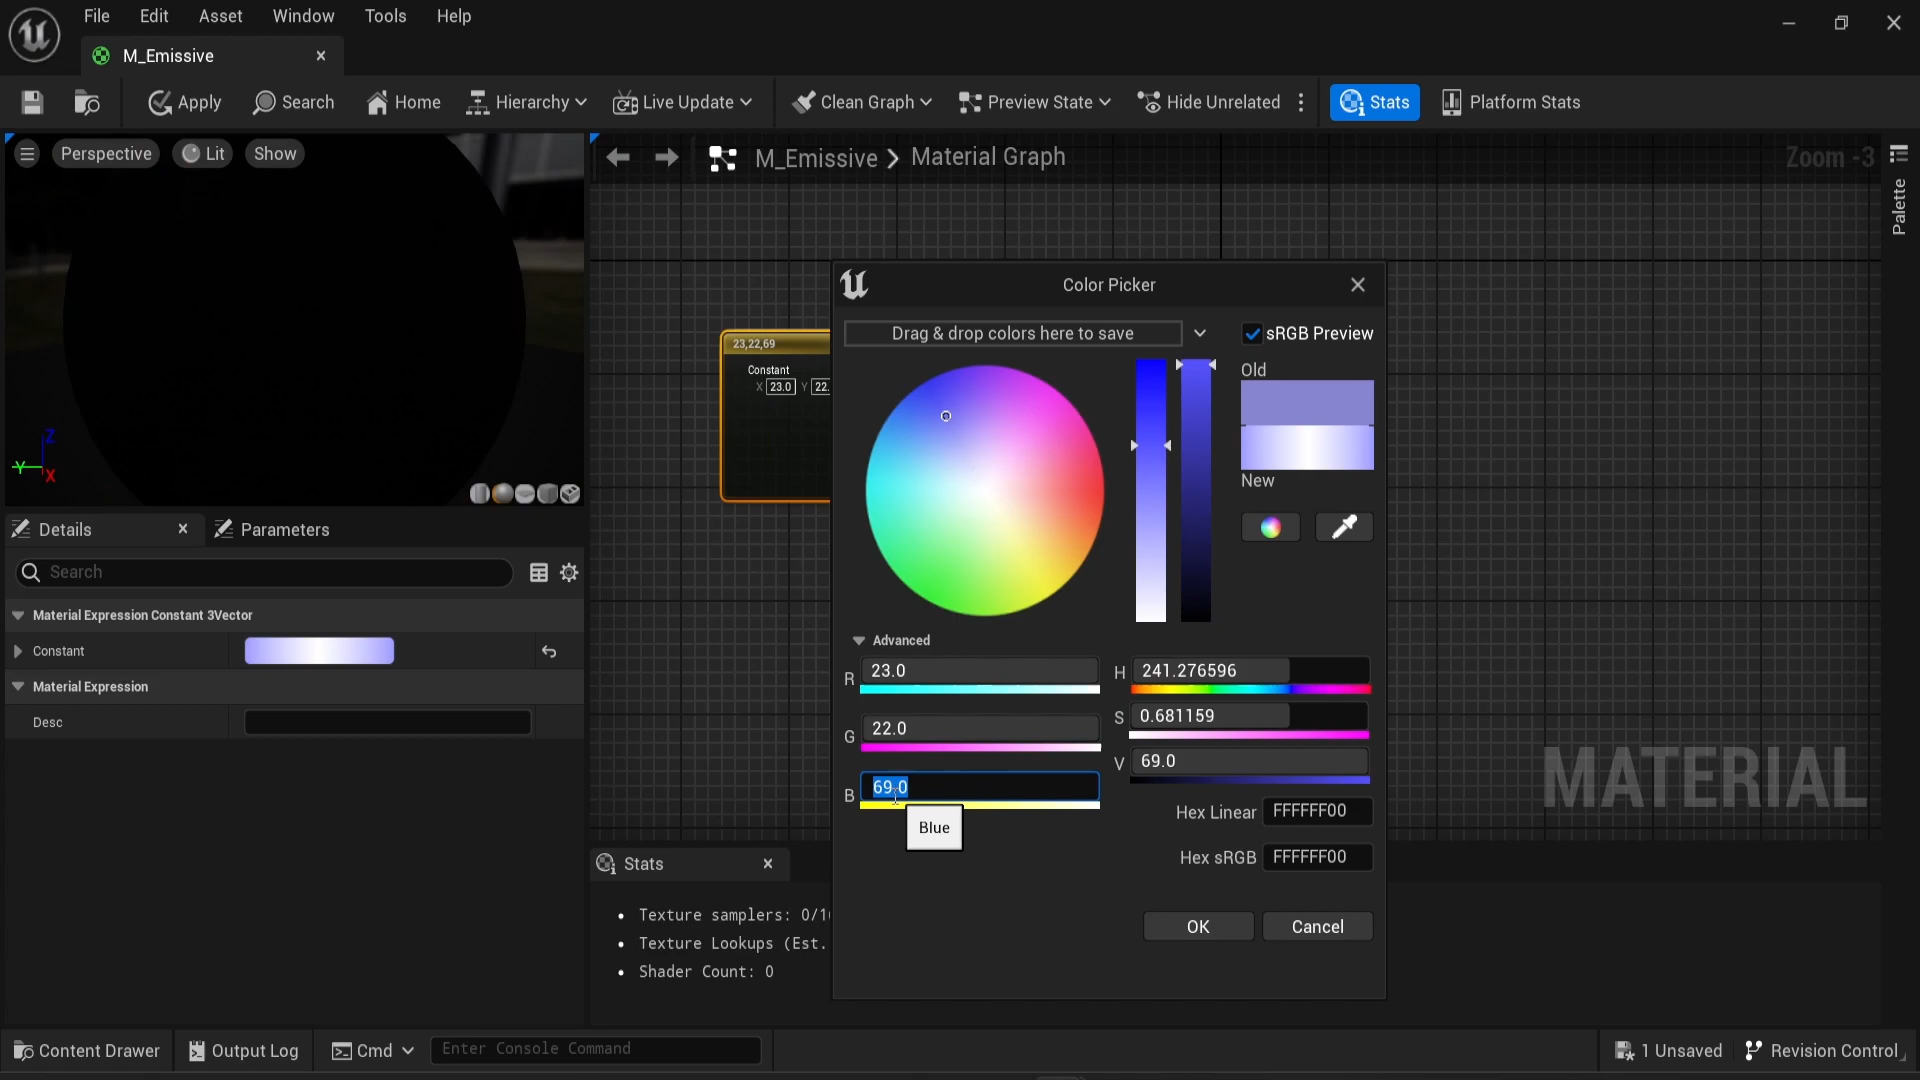 File Edit Asset Window Tools Help
M_Emissive
Apply Search Home Hierarchy Live Update Clean Graph Preview State Hide Unrelated Stats Platform Stats
Perspective Lit Show
M_Emissive Material Graph Zoom -3
Palette
Color Picker
Drag & drop colors here to save sRGB Preview
23,22,69
Constant
X 23.0 Y 22.
Old
New
Z
Y
X
Details Parameters
Search
Material Expression Constant 3Vector
Constant
Material Expression
Desc
Advanced
R 23.0 H 241.276596
G 22.0 S 0.681159
B 69.0 V 69.0
Blue
Hex Linear FFFFFF00
Hex sRGB FFFFFF00
OK Cancel
MATERIAL
Stats
Texture samplers: 0/1
Texture Lookups (Est.
Shader Count: 0
Content Drawer Output Log Cmd Enter Console Command 1 Unsaved Revision Control